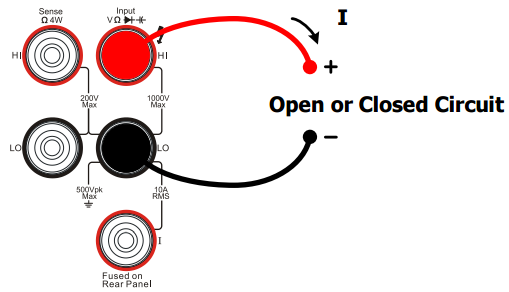 Sense
Ω 4W
Input
VΩ
I
HI
HI
+
200V
Max
1000V
Max
Open or Closed Circuit
LO
LO
−
500Vpk
Max
10A
RMS
I
Fused on
Rear Panel